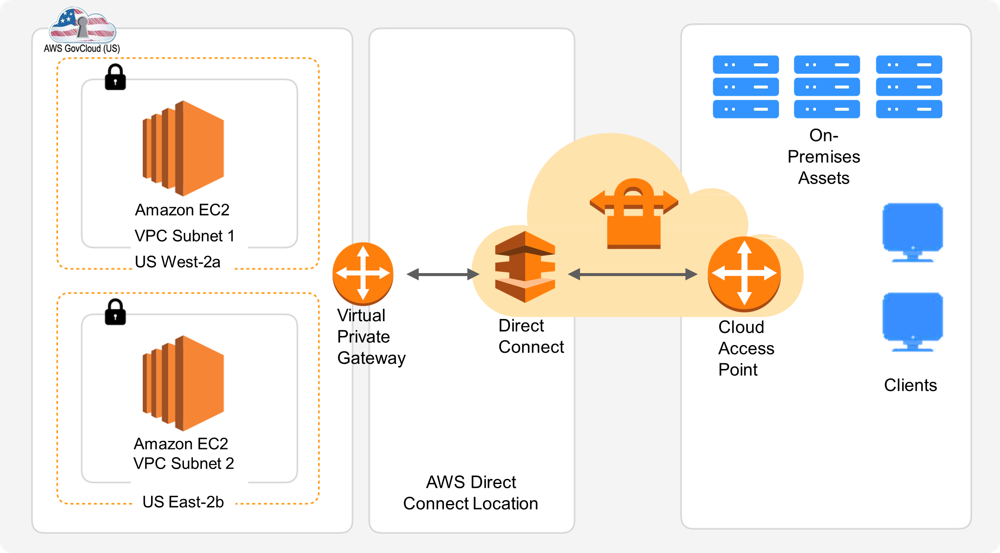 AWS GovCloud (US)
Amazon EC2
VPC Subnet 1
US West-2a
Amazon EC2
VPC Subnet 2
US East-2b
Virtual
Private
Gateway
Direct
Connect
AWS Direct
Connect Location
Cloud
Access
Point
On-
Premises
Assets
Clients